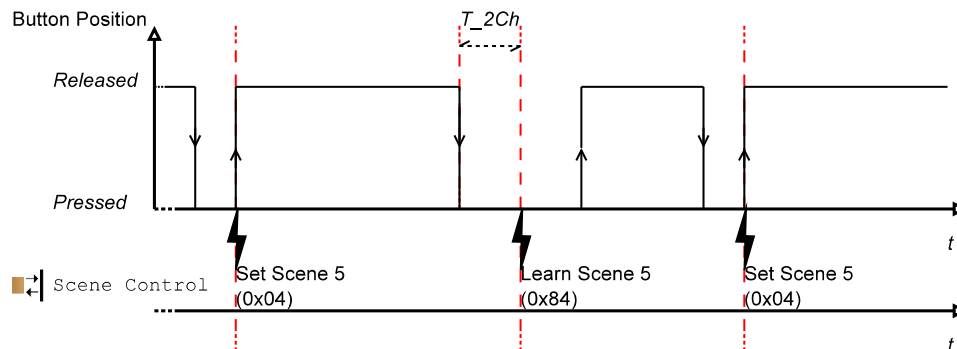 Button Position
T_2Ch
Released
Pressed
t
Set Scene 5
(0x04)
Learn Scene 5
(0x84)
Set Scene 5
(0x04)
Scene Control
t